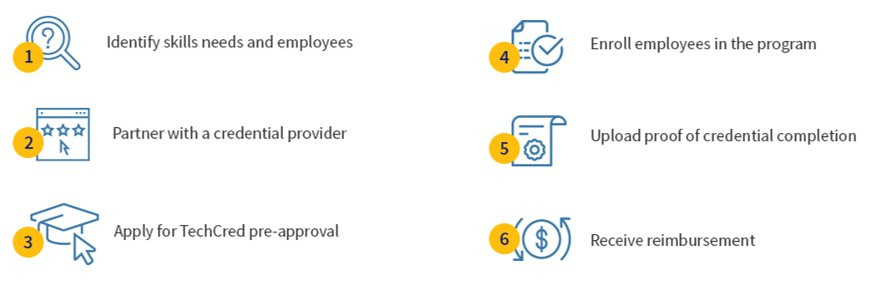 1
Identify skills needs and employees
2
Partner with a credential provider
3
Apply for TechCred pre-approval
4
Enroll employees in the program
5
Upload proof of credential completion
6
Receive reimbursement